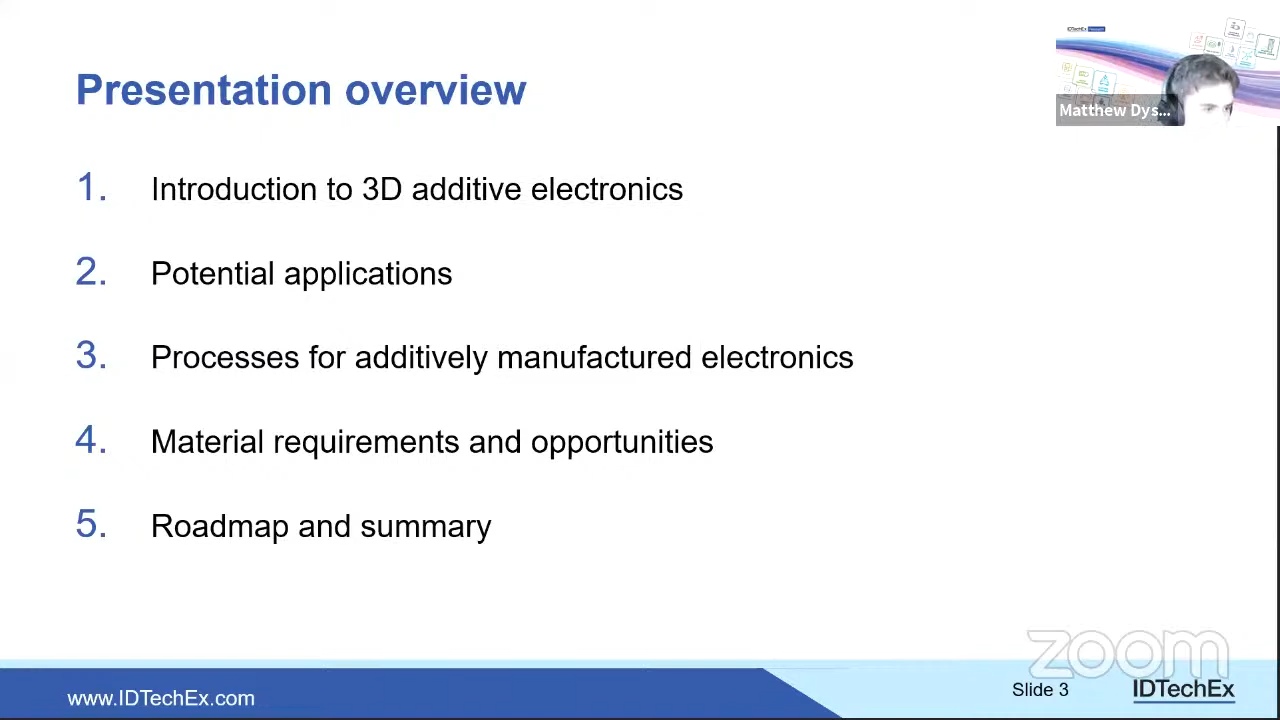 IDTechEx
Presentation overview
Matthew Dys...
1. Introduction to 3D additive electronics
2. Potential applications
3. Processes for additively manufactured electronics
4. Material requirements and opportunities
5. Roadmap and summary
zoom
www.IDTechEx.com
Slide 3
IDTechEx